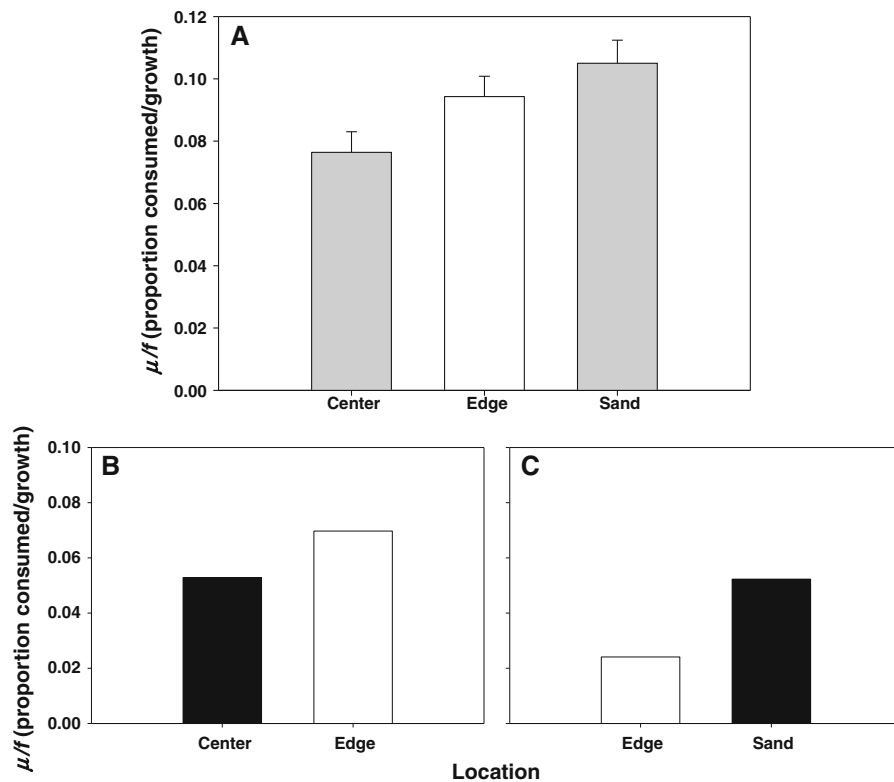 A
μ/f (proportion consumed/growth)
0.12
0.10
0.08
0.06
0.04
0.02
0.00
Center Edge Sand
B
C
μ/f (proportion consumed/growth)
0.10
0.08
0.06
0.04
0.02
0.00
Center Edge
Edge Sand
Location